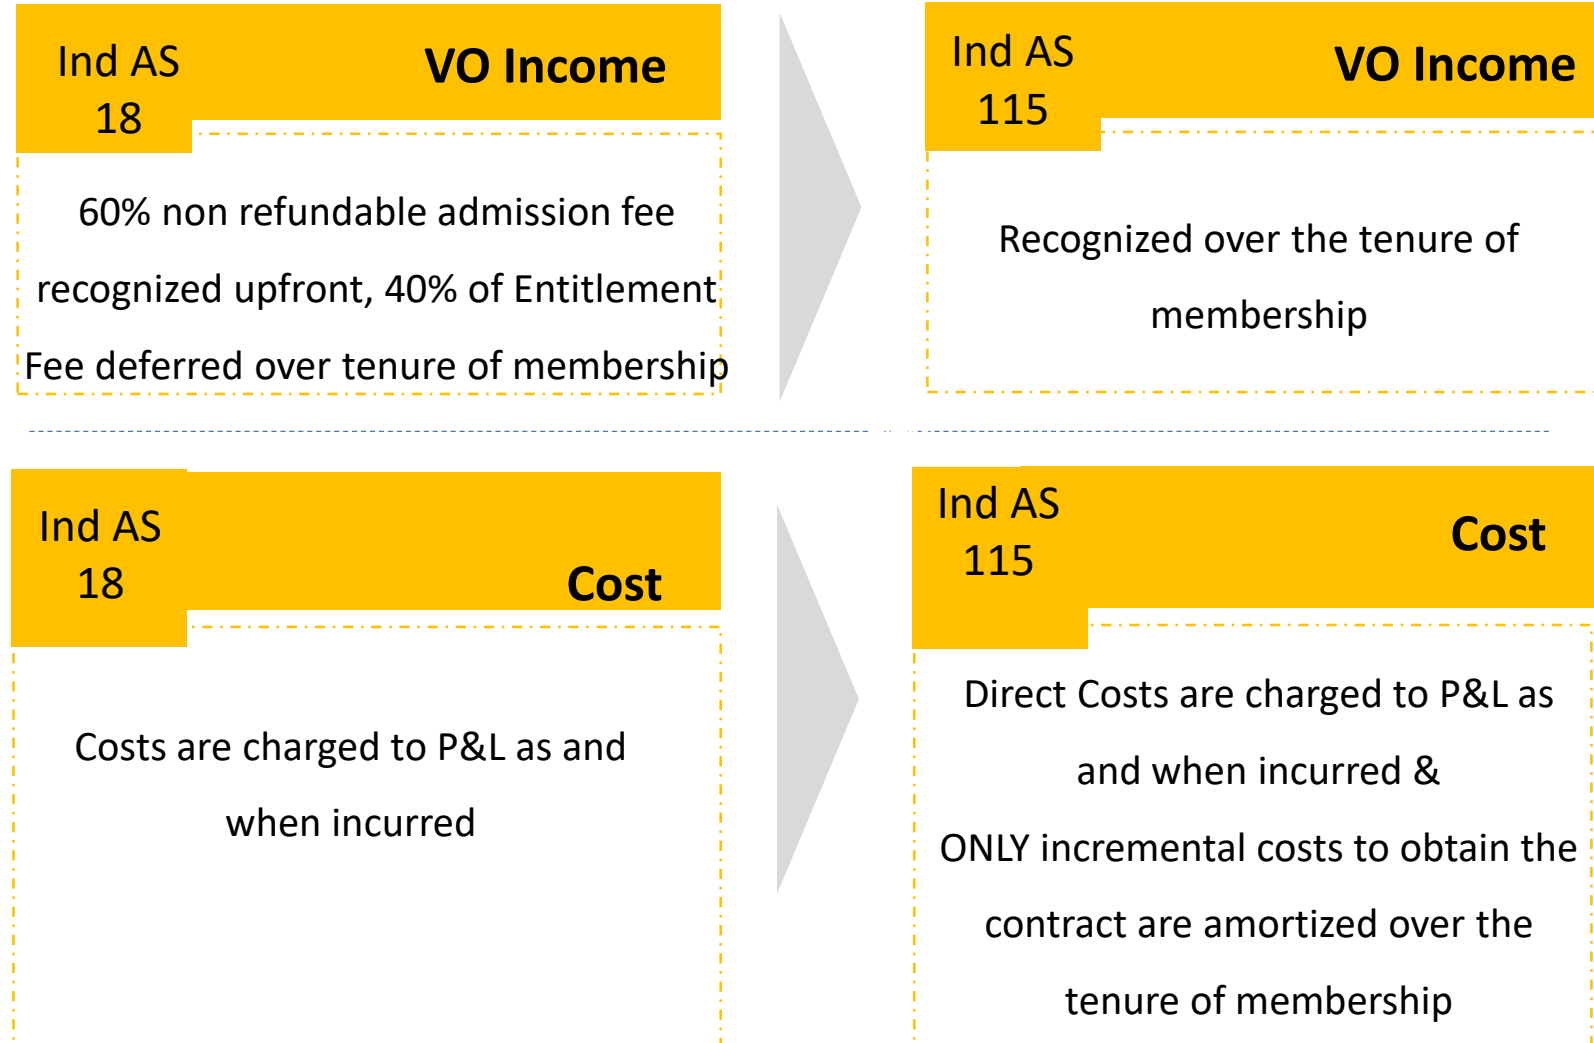 Ind AS
18
VO Income
60% non refundable admission fee
recognized upfront, 40% of Entitlement
Fee deferred over tenure of membership
Ind AS
115
VO Income
Recognized over the tenure of
membership
Ind AS
18
Cost
Costs are charged to P&L as and
when incurred
Ind AS
115
Cost
Direct Costs are charged to P&L as
and when incurred &
ONLY incremental costs to obtain the
contract are amortized over the
tenure of membership